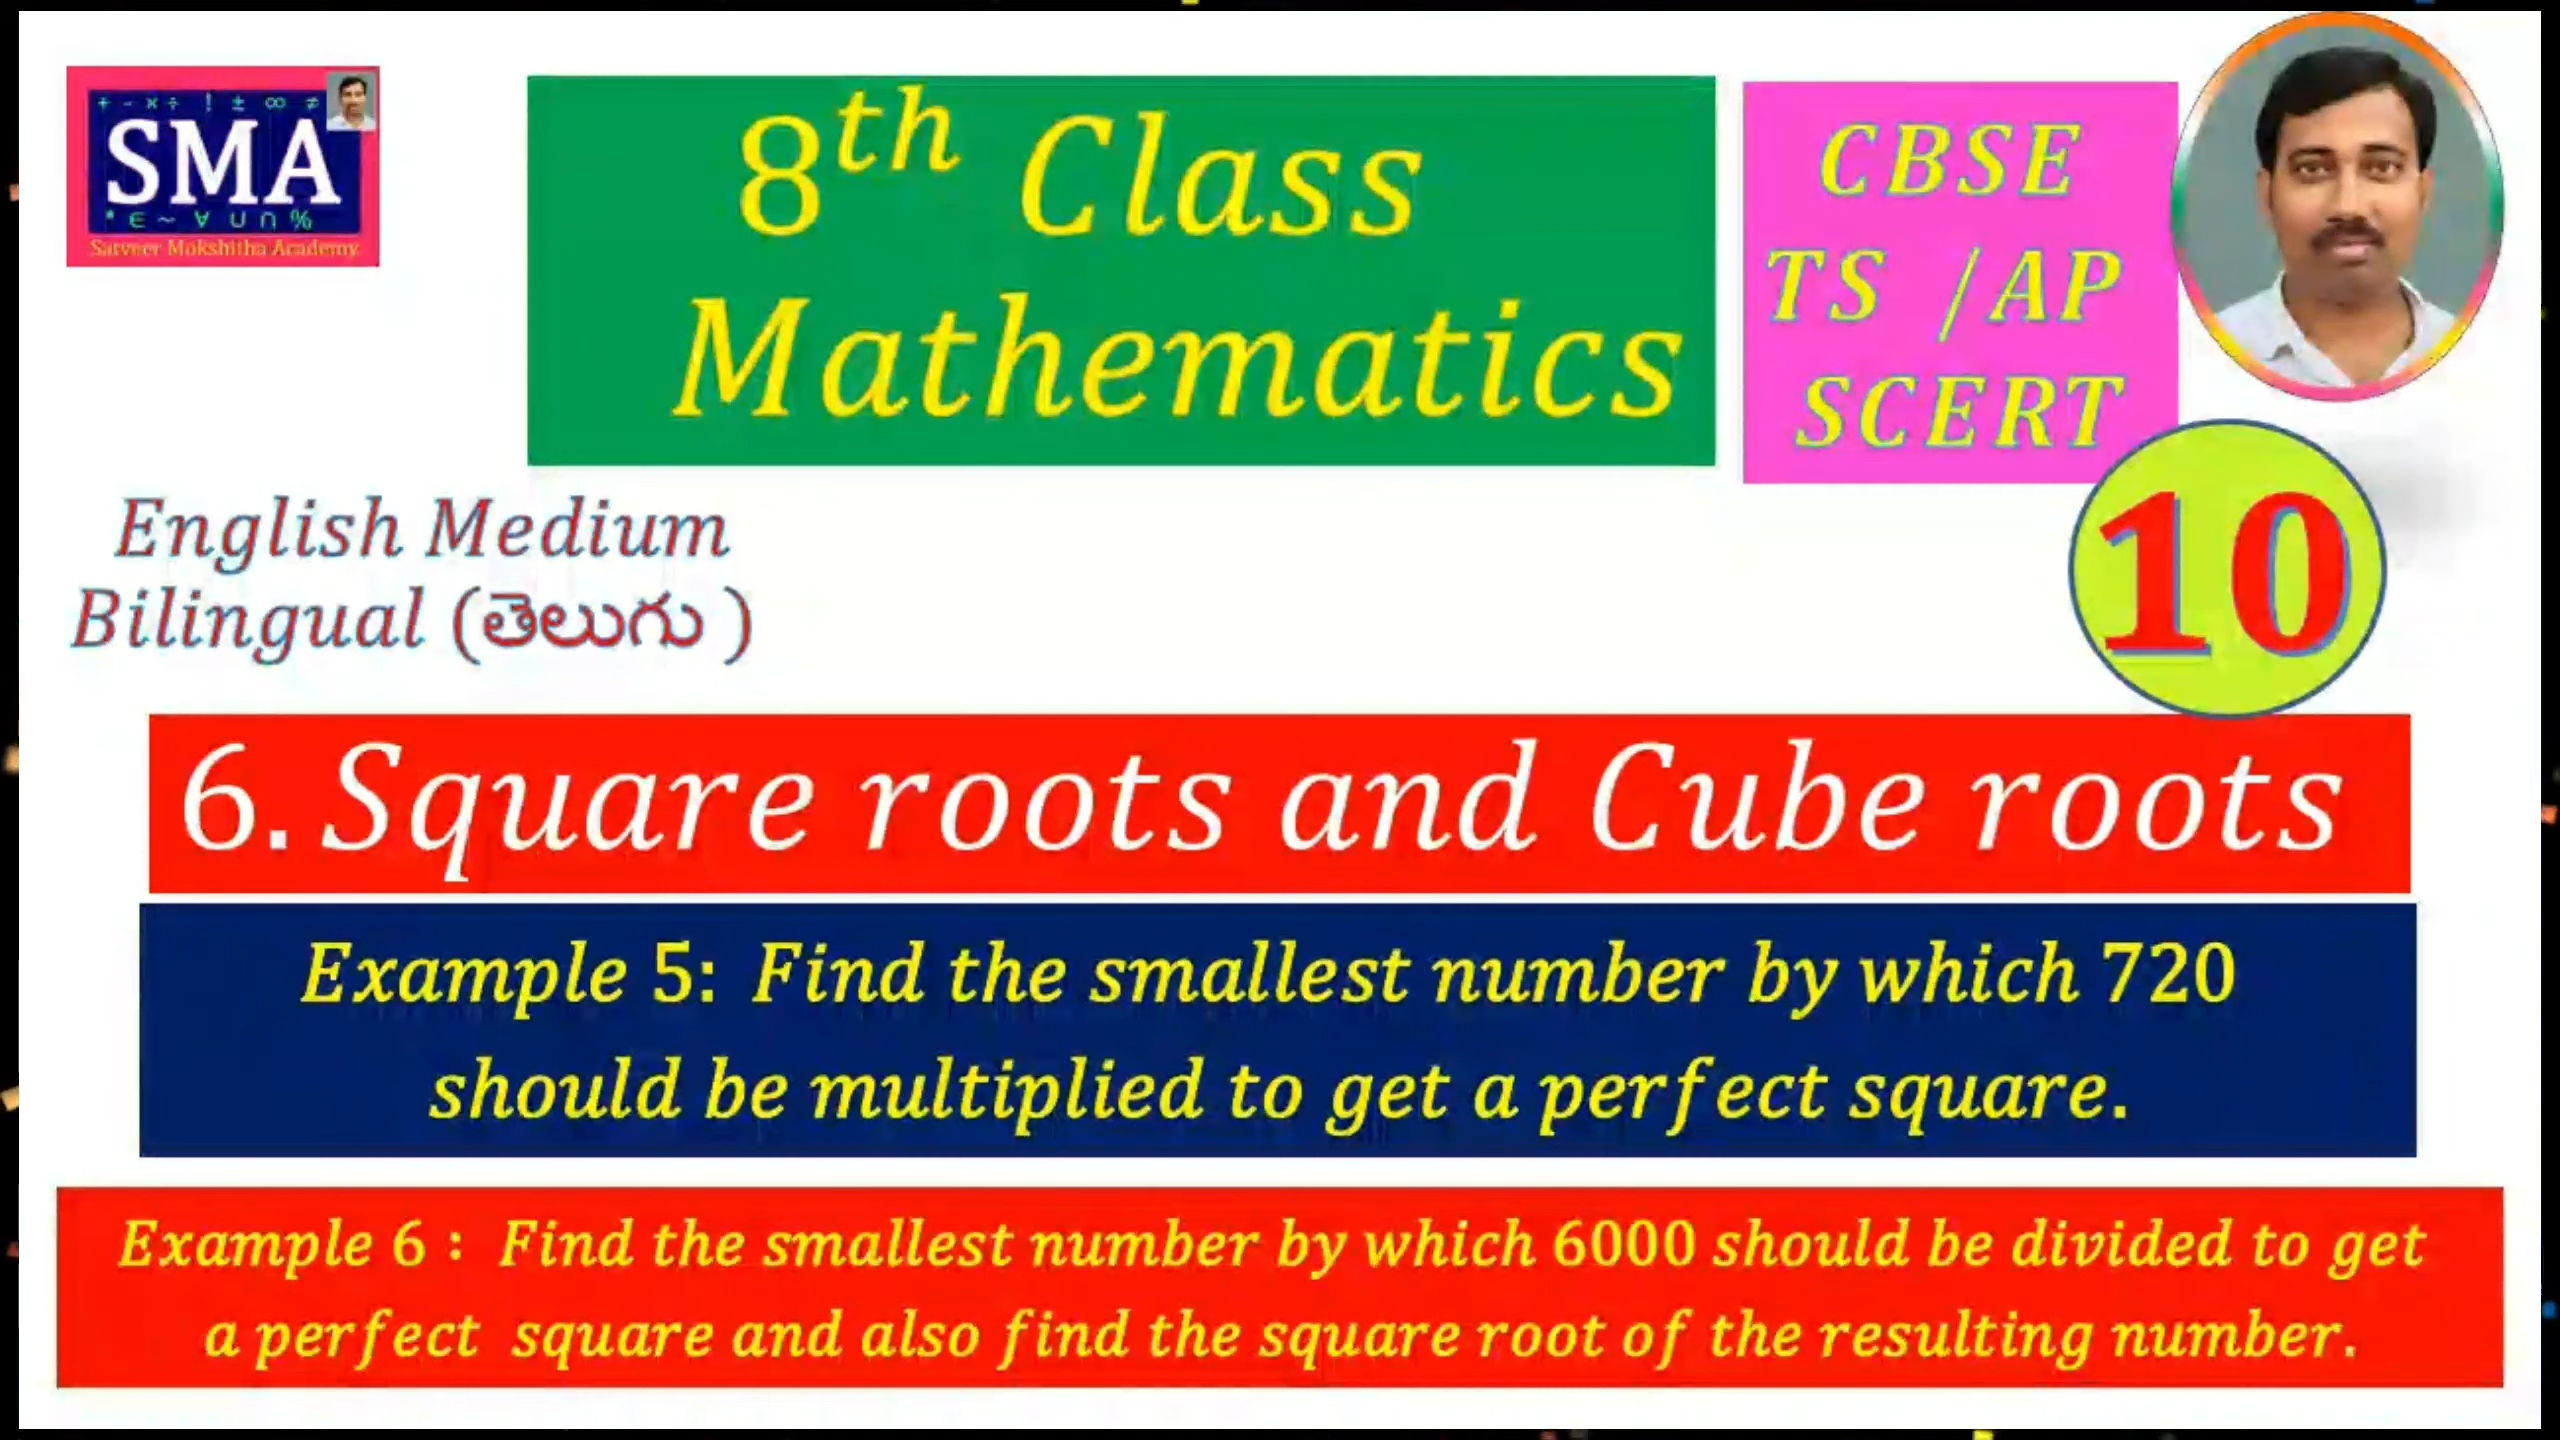 + - × ÷ ! ± ∞ ≠
SMA
* ∈ ~ ∀ ∪ ∩ %
Satveer Mokshitha Academy
8th Class
Mathematics
CBSE
TS /AP
SCERT
English Medium
Bilingual (తెలుగు )
10
6. Square roots and Cube roots
Example 5: Find the smallest number by which 720
should be multiplied to get a perfect square.
Example 6 : Find the smallest number by which 6000 should be divided to get
a perfect square and also find the square root of the resulting number.